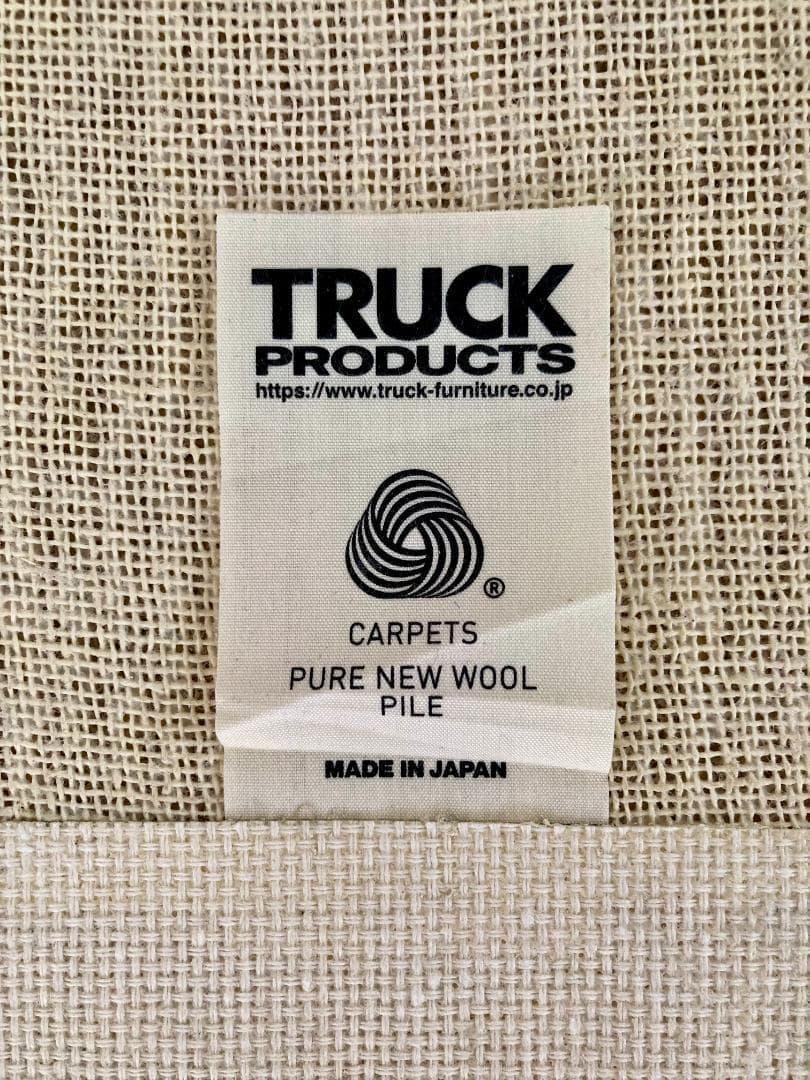 TRUCK
PRODUCTS
https://www.truck-furniture.co.jp
®
CARPETS
PURE NEW WOOL
PILE
MADE IN JAPAN